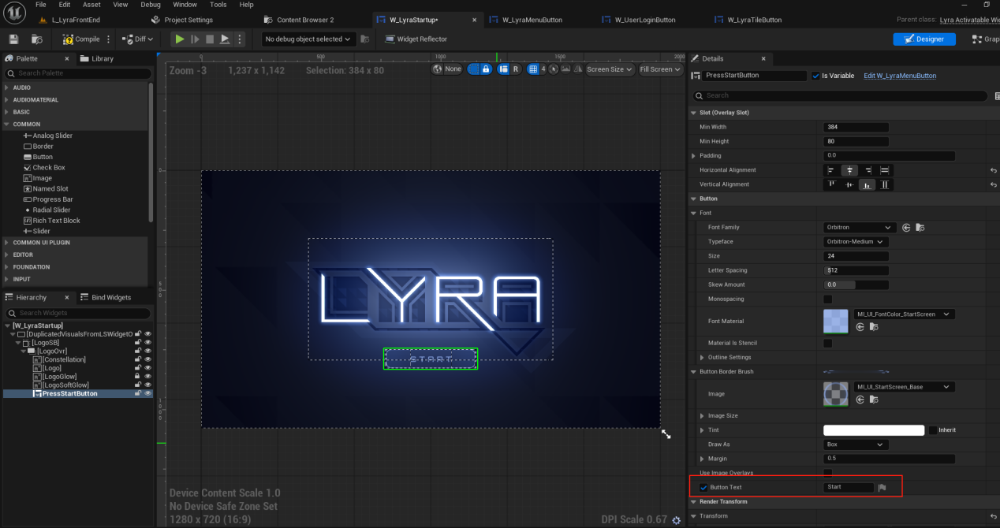 File Edit Asset View Debug Window Tools Help
L_LyraFrontEnd Project Settings Content Browser 2 W_LyraStartup* W_LyraMenuButton W_UserLoginButton W_LyraTileButton Parent class: Lyra Activatable Wi
Compile Diff No debug object selected Widget Reflector Designer Grap
Palette Library
Search Palette
AUDIO
AUDIOMATERIAL
BASIC
COMMON
Analog Slider
Border
Button
Check Box
Image
Named Slot
Progress Bar
Radial Slider
Rich Text Block
Slider
COMMON UI PLUGIN
EDITOR
FOUNDATION
INPUT
Hierarchy Bind Widgets
Search Widgets
[W_LyraStartup]
[DuplicatedVisualsFromLSWidgetO
[LogoSB]
[LogoOvr]
[Constellation]
[Logo]
[LogoGlow]
[LogoSoftGlow]
PressStartButton
0 500 1000 1500 2000
Zoom -3 1,237 x 1,142 Selection: 384 x 80 None R 4 Screen Size Fill Screen
0
500
1000
LYRA
START
Device Content Scale 1.0
No Device Safe Zone Set
1280 x 720 (16:9) DPI Scale 0.67
Details
PressStartButton Is Variable Edit W_LyraMenuButton
Search
Slot (Overlay Slot)
Min Width 384
Min Height 80
Padding 0.0
Horizontal Alignment
Vertical Alignment
Button
Font
Font Family Orbitron
Typeface Orbitron-Medium
Size 24
Letter Spacing 512
Skew Amount 0.0
Monospacing
Font Material MI_UI_FontColor_StartScreen
Material Is Stencil
Outline Settings
Button Border Brush
Image MI_UI_StartScreen_Base
Image Size
Tint Inherit
Draw As Box
Margin 0.5
Use Image Overlays
Button Text Start
Render Transform
Transform